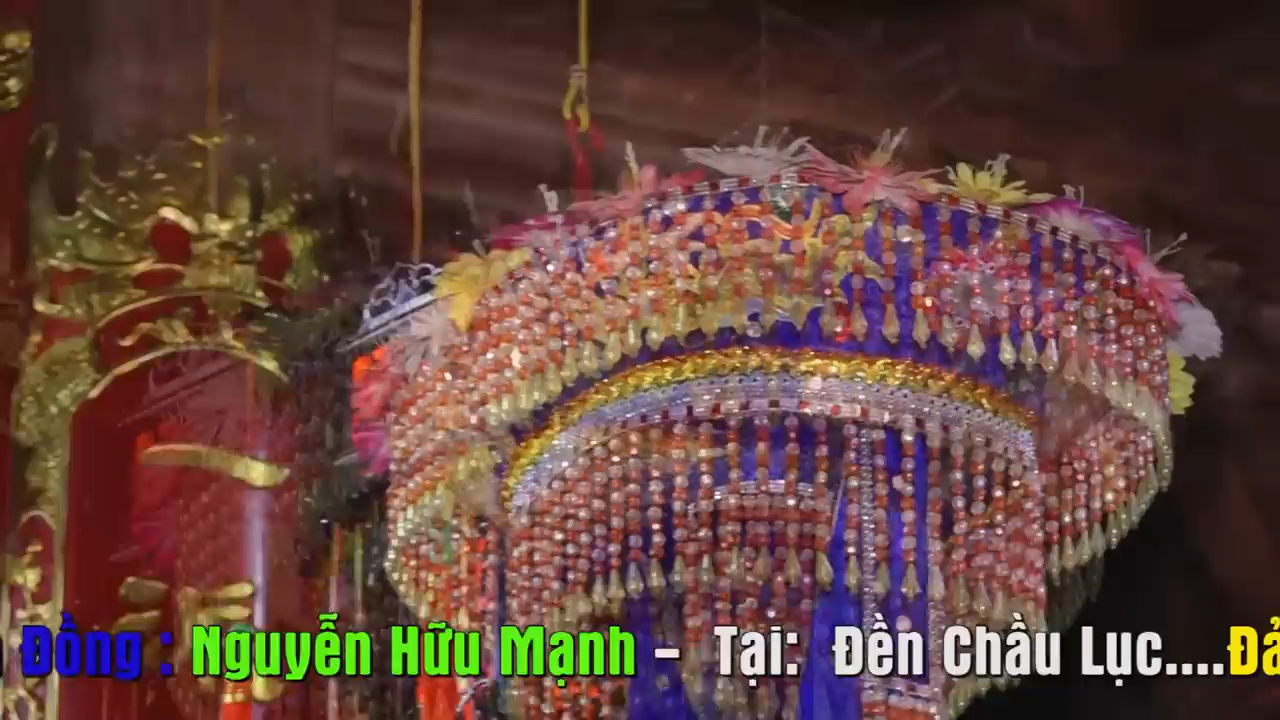 Đồng : Nguyễn Hữu Mạnh - Tại: Đền Chầu Lục....